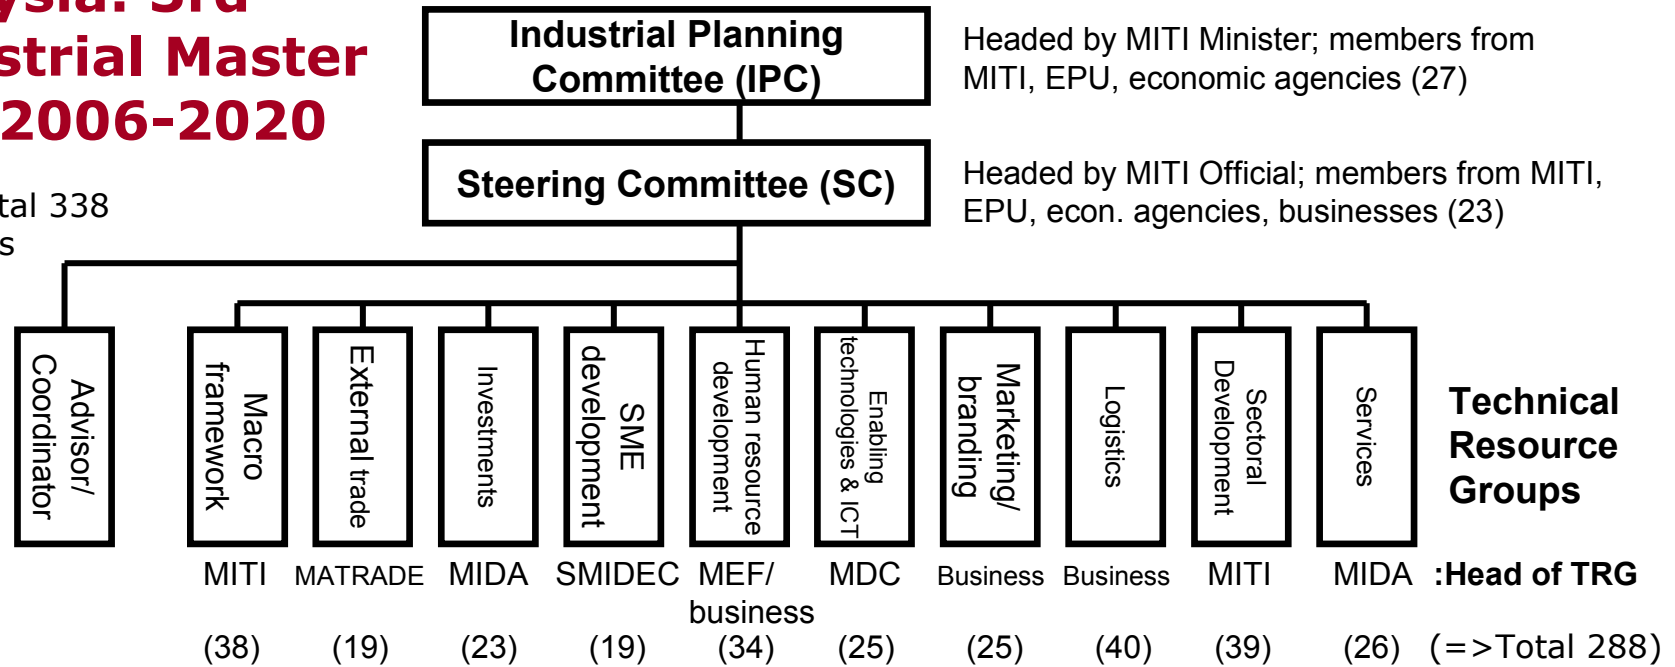 ysia: 3rd
strial Master
2006-2020
tal 338
s
Industrial Planning
Committee (IPC)
Headed by MITI Minister; members from
MITI, EPU, economic agencies (27)
Steering Committee (SC)
Headed by MITI Official; members from MITI,
EPU, econ. agencies, businesses (23)
Advisor/
Coordinator
Macro
framework
External trade
Investments
SME
development
Human resource
development
Enabling
technologies & ICT
Marketing/
branding
Logistics
Sectoral
Development
Services
Technical
Resource
Groups
MITI MATRADE MIDA SMIDEC MEF/ MDC Business Business MITI MIDA :Head of TRG
business
(38) (19) (23) (19) (34) (25) (25) (40) (39) (26) (=>Total 288)